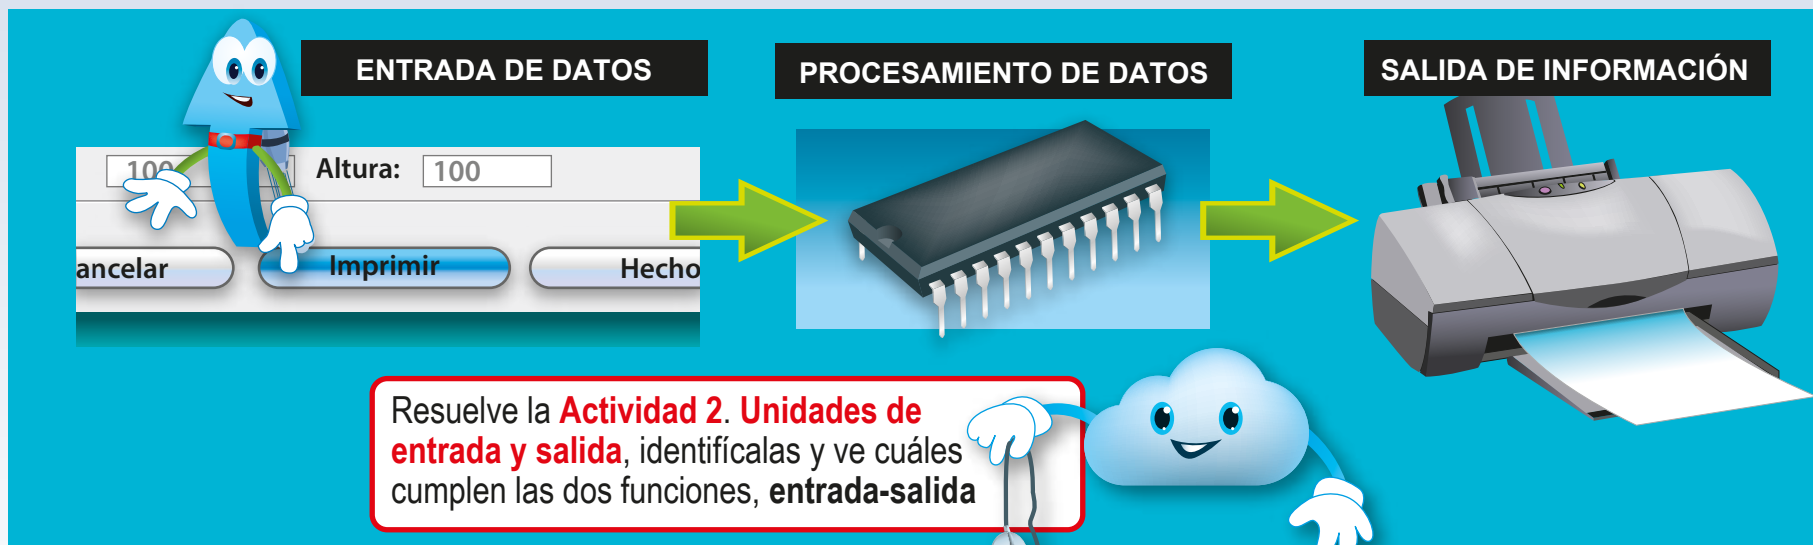 ENTRADA DE DATOS
PROCESAMIENTO DE DATOS
SALIDA DE INFORMACIÓN
100 Altura: 100
ancelar Imprimir Hecho
Resuelve la Actividad 2. Unidades de
entrada y salida, identifícalas y ve cuáles
cumplen las dos funciones, entrada-salida